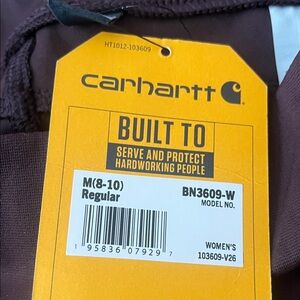 HT1012-103609
carhartt
BUILT TO
SERVE AND PROTECT
HARDWORKING PEOPLE
M(8-10)
Regular
BN3609-W
MODEL NO.
1 95836 07929 7
WOMEN'S
103609-V26